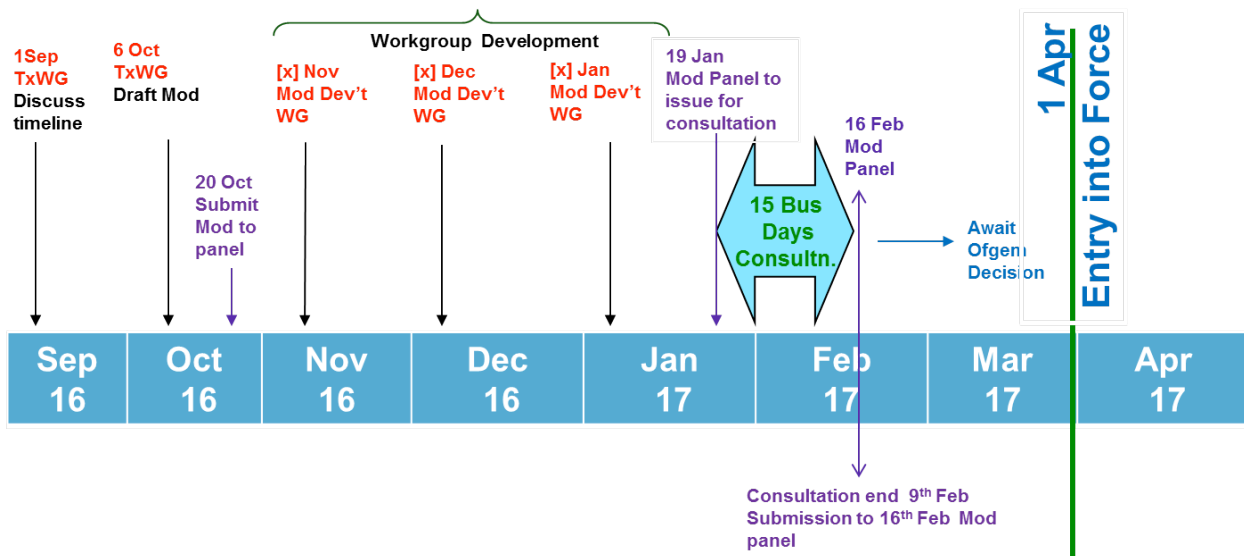 1Sep
TxWG
Discuss
timeline
6 Oct
TxWG
Draft Mod
20 Oct
Submit
Mod to
panel
Workgroup Development
[x] Nov
Mod Dev’t
WG
[x] Dec
Mod Dev’t
WG
[x] Jan
Mod Dev’t
WG
19 Jan
Mod Panel to
issue for
consultation
15 Bus
Days
Consultn.
16 Feb
Mod
Panel
Await
Ofgem
Decision
1 Apr
Entry into Force
Sep
16
Oct
16
Nov
16
Dec
16
Jan
17
Feb
17
Mar
17
Apr
17
Consultation end 9th Feb
Submission to 16th Feb Mod
panel